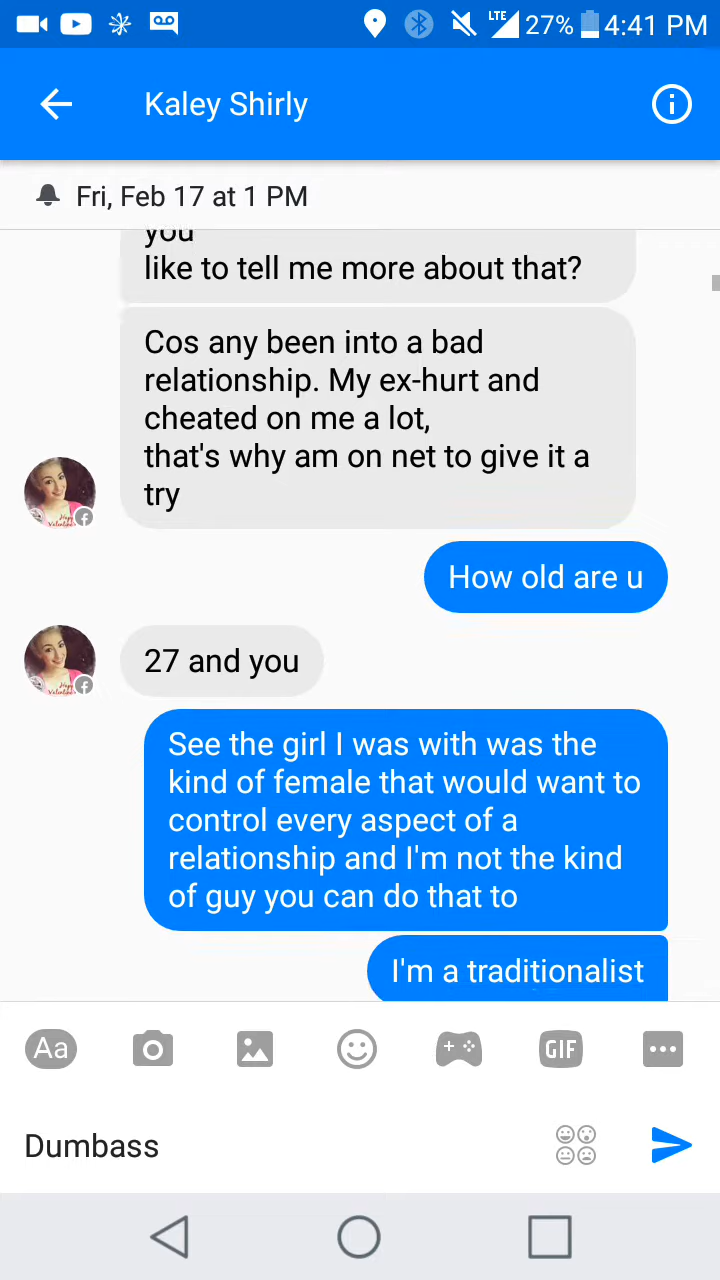 LTE 27% 4:41 PM
Kaley Shirly
Fri, Feb 17 at 1 PM
you
like to tell me more about that?
Cos any been into a bad
relationship. My ex-hurt and
cheated on me a lot,
that's why am on net to give it a
try
How old are u
27 and you
See the girl I was with was the
kind of female that would want to
control every aspect of a
relationship and I'm not the kind
of guy you can do that to
I'm a traditionalist
Aa
GIF
Dumbass